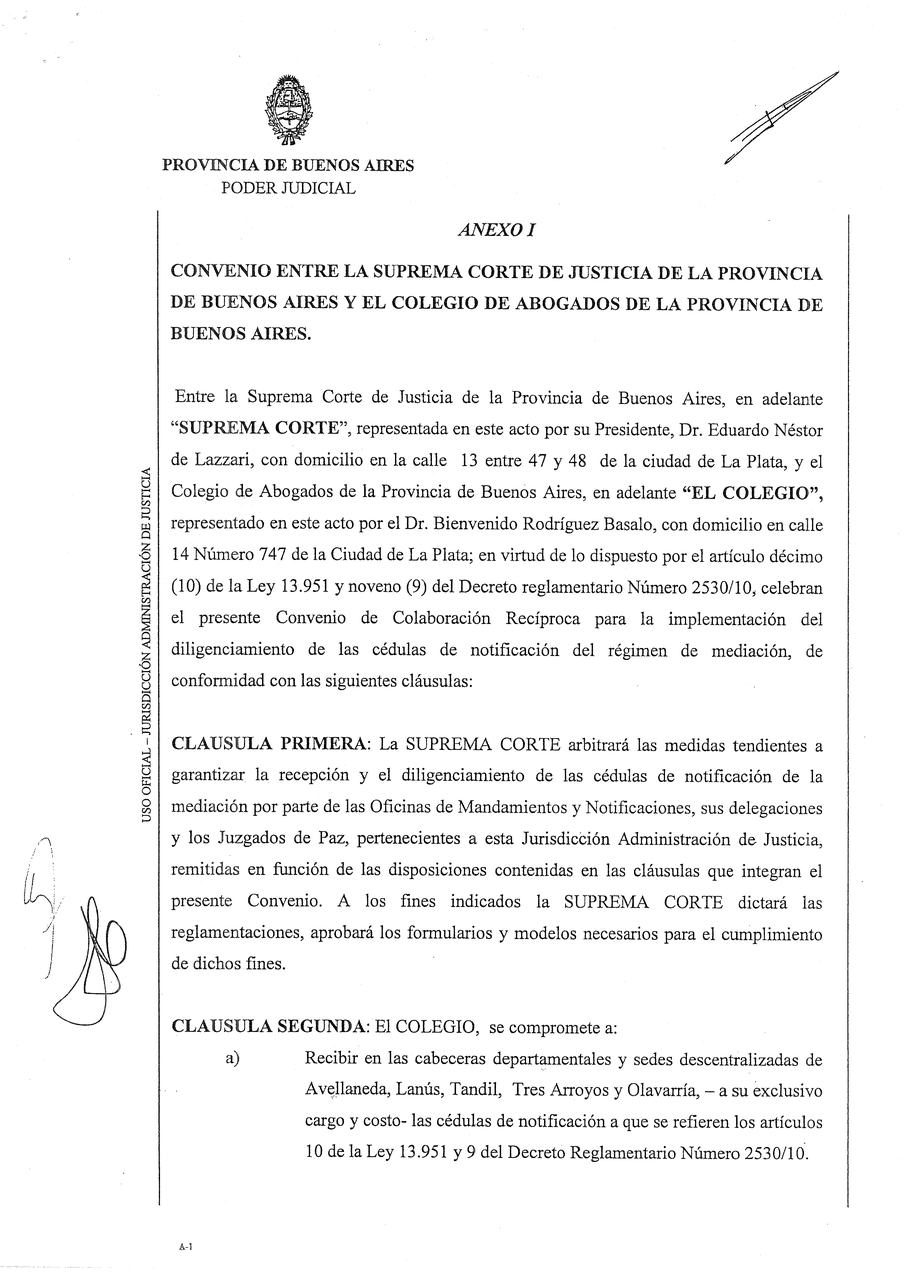 PROVINCIA DE BUENOS AIRES
PODER JUDICIAL
ANEXO I
CONVENIO ENTRE LA SUPREMA CORTE DE JUSTICIA DE LA PROVINCIA
DE BUENOS AIRES Y EL COLEGIO DE ABOGADOS DE LA PROVINCIA DE
BUENOS AIRES.
Entre la Suprema Corte de Justicia de la Provincia de Buenos Aires, en adelante
“SUPREMA CORTE”, representada en este acto por su Presidente, Dr. Eduardo Néstor
de Lazzari, con domicilio en la calle 13 entre 47 y 48 de la ciudad de La Plata, y el
Colegio de Abogados de la Provincia de Buenos Aires, en adelante “EL COLEGIO”,
representado en este acto por el Dr. Bienvenido Rodríguez Basalo, con domicilio en calle
14 Número 747 de la Ciudad de La Plata; en virtud de lo dispuesto por el artículo décimo
(10) de la Ley 13.951 y noveno (9) del Decreto reglamentario Número 2530/10, celebran
el presente Convenio de Colaboración Recíproca para la implementación del
diligenciamiento de las cédulas de notificación del régimen de mediación, de
conformidad con las siguientes cláusulas:
CLAUSULA PRIMERA: La SUPREMA CORTE arbitrará las medidas tendientes a
garantizar la recepción y el diligenciamiento de las cédulas de notificación de la
mediación por parte de las Oficinas de Mandamientos y Notificaciones, sus delegaciones
y los Juzgados de Paz, pertenecientes a esta Jurisdicción Administración de Justicia,
remitidas en función de las disposiciones contenidas en las cláusulas que integran el
presente Convenio. A los fines indicados la SUPREMA CORTE dictará las
reglamentaciones, aprobará los formularios y modelos necesarios para el cumplimiento
de dichos fines.
CLAUSULA SEGUNDA: El COLEGIO, se compromete a:
a) Recibir en las cabeceras departamentales y sedes descentralizadas de
Avellaneda, Lanús, Tandil, Tres Arroyos y Olavarría, – a su exclusivo
cargo y costo- las cédulas de notificación a que se refieren los artículos
10 de la Ley 13.951 y 9 del Decreto Reglamentario Número 2530/10.
USO OFICIAL – JURISDICCIÓN ADMINISTRACIÓN DE JUSTICIA
A-1